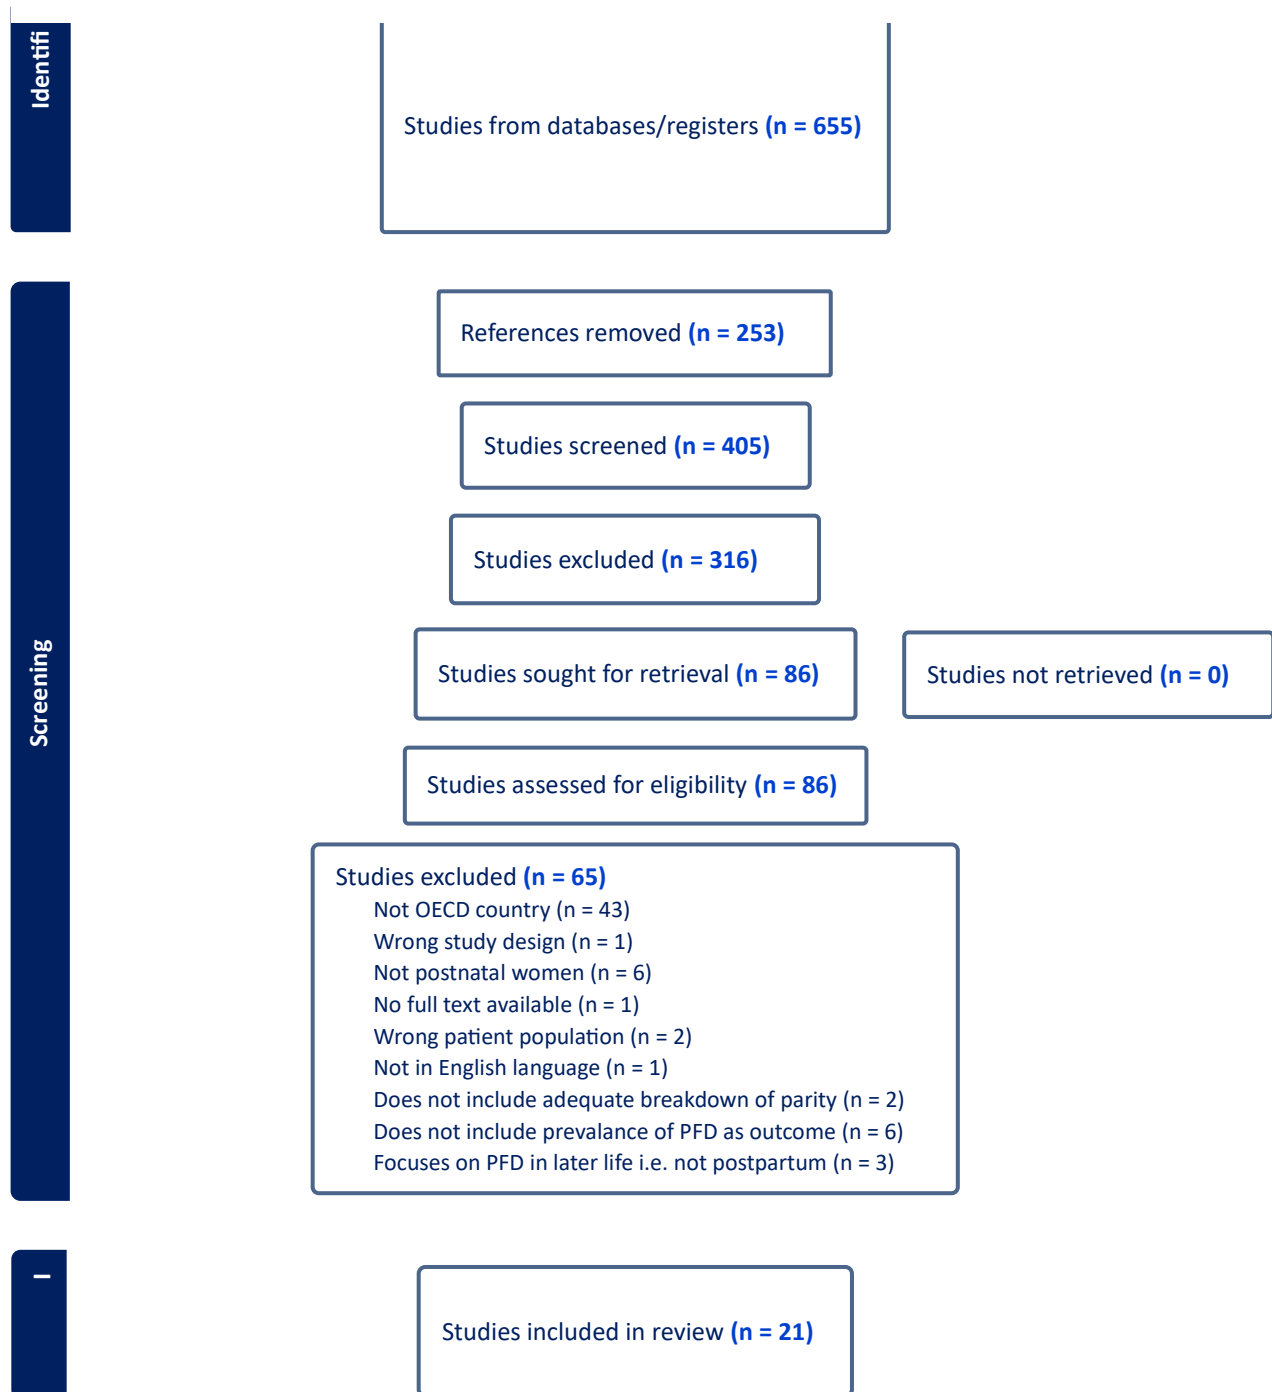 Identifi
Studies from databases/registers (n = 655)
Screening
References removed (n = 253)
Studies screened (n = 405)
Studies excluded (n = 316)
Studies sought for retrieval (n = 86)
Studies not retrieved (n = 0)
Studies assessed for eligibility (n = 86)
Studies excluded (n = 65)
Not OECD country (n = 43)
Wrong study design (n = 1)
Not postnatal women (n = 6)
No full text available (n = 1)
Wrong patient population (n = 2)
Not in English language (n = 1)
Does not include adequate breakdown of parity (n = 2)
Does not include prevalance of PFD as outcome (n = 6)
Focuses on PFD in later life i.e. not postpartum (n = 3)
I
Studies included in review (n = 21)